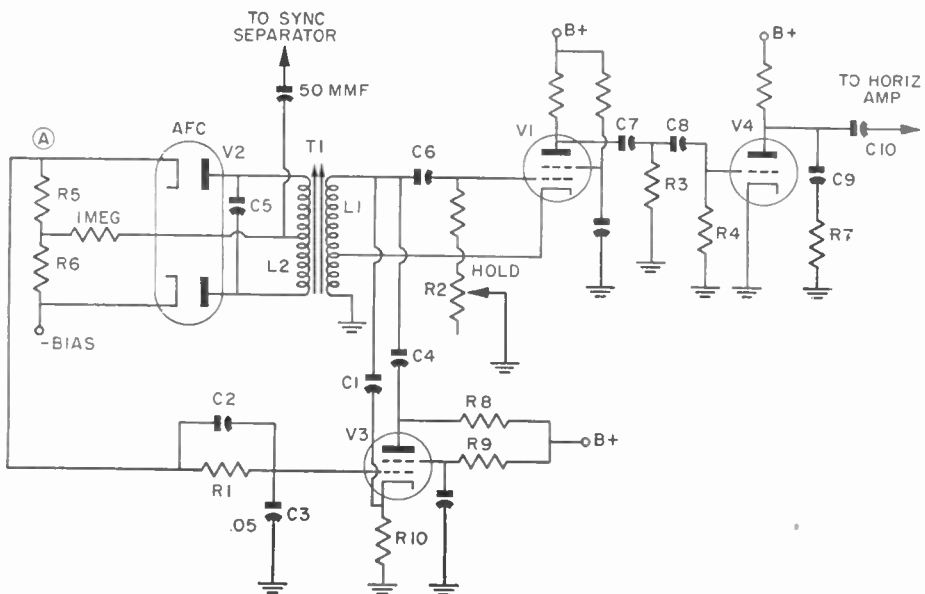 TO SYNC
SEPARATOR
50 MMF
B+
B+
TO HORIZ
AMP
A
AFC
V2
T1
C6
V1
C7
C8
V4
C10
R5
1 MEG
C5
L1
R3
C9
R6
L2
HOLD
R4
R7
R2
-BIAS
C4
C1
C2
V3
R8
B+
R9
R1
.05
C3
R10